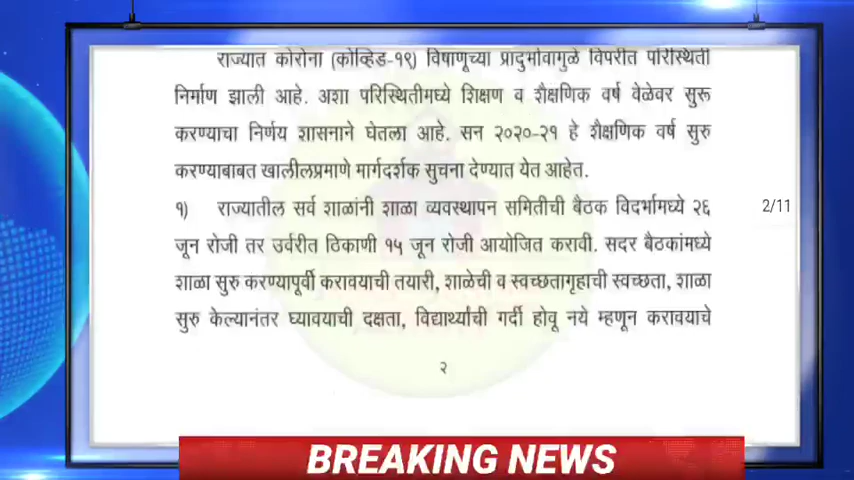 राज्यात कोरोना (कोव्हिड-१९) विषाणूच्या प्रादुर्भावामुळे विपरीत परिस्थिती
निर्माण झाली आहे. अशा परिस्थितीमध्ये शिक्षण व शैक्षणिक वर्ष वेळेवर सुरू
करण्याचा निर्णय शासनाने घेतला आहे. सन २०२०-२१ हे शैक्षणिक वर्ष सुरु
करण्याबाबत खालीलप्रमाणे मार्गदर्शक सुचना देण्यात येत आहेत.
१) राज्यातील सर्व शाळांनी शाळा व्यवस्थापन समितीची बैठक विदर्भामध्ये २६
2/11
जून रोजी तर उर्वरीत ठिकाणी १५ जून रोजी आयोजित करावी. सदर बैठकांमध्ये
शाळा सुरु करण्यापूर्वी करावयाची तयारी, शाळेची व स्वच्छतागृहाची स्वच्छता, शाळा
सुरु केल्यानंतर घ्यावयाची दक्षता, विद्यार्थ्यांची गर्दी होवू नये म्हणून करावयाचे
२
BREAKING NEWS